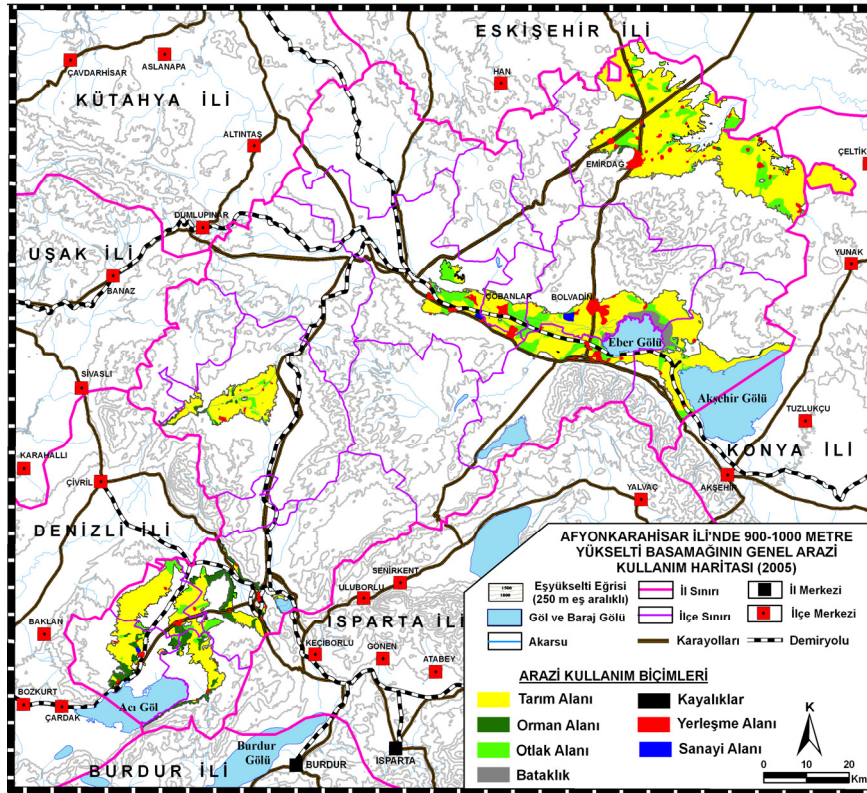 ESKİŞEHİR İLİ
ÇAVDARHİSAR
ASLANAPA
HAN
KÜTAHYA İLİ
ALTINTAŞ
ÇELTİK
EMİRDAĞ
DUMLUPINAR
UŞAK İLİ
YUNAK
BANAZ
ÇOBANLAR
BOLVADİN
Eber Gölü
SİVASLI
Akşehir Gölü
TUZLUKÇU
KARAHALLI
KONYA İLİ
ÇİVRİL
AKŞEHİR
YALVAÇ
DENİZLİ İLİ
SENİRKENT
ULUBORLU
ISPARTA İLİ
BAKLAN
KEÇİBORLU
GÖNEN
ATABEY
BOZKURT
ÇARDAK
Acı Göl
Burdur
Gölü
BURDUR
ISPARTA
BURDUR İLİ
AFYONKARAHİSAR İLİ'NDE 900-1000 METRE
YÜKSELTİ BASAMAĞININ GENEL ARAZİ
KULLANIM HARİTASI (2005)
1500
1000
Eşyükselti Eğrisi
(250 m eş aralıklı)
İl Sınırı
İl Merkezi
Göl ve Baraj Gölü
İlçe Sınırı
İlçe Merkezi
Akarsu
Karayolları
Demiryolu
ARAZİ KULLANIM BİÇİMLERİ
Tarım Alanı
Kayalıklar
Orman Alanı
Yerleşme Alanı
Otlak Alanı
Sanayi Alanı
Bataklık
K
0 10 20
Km